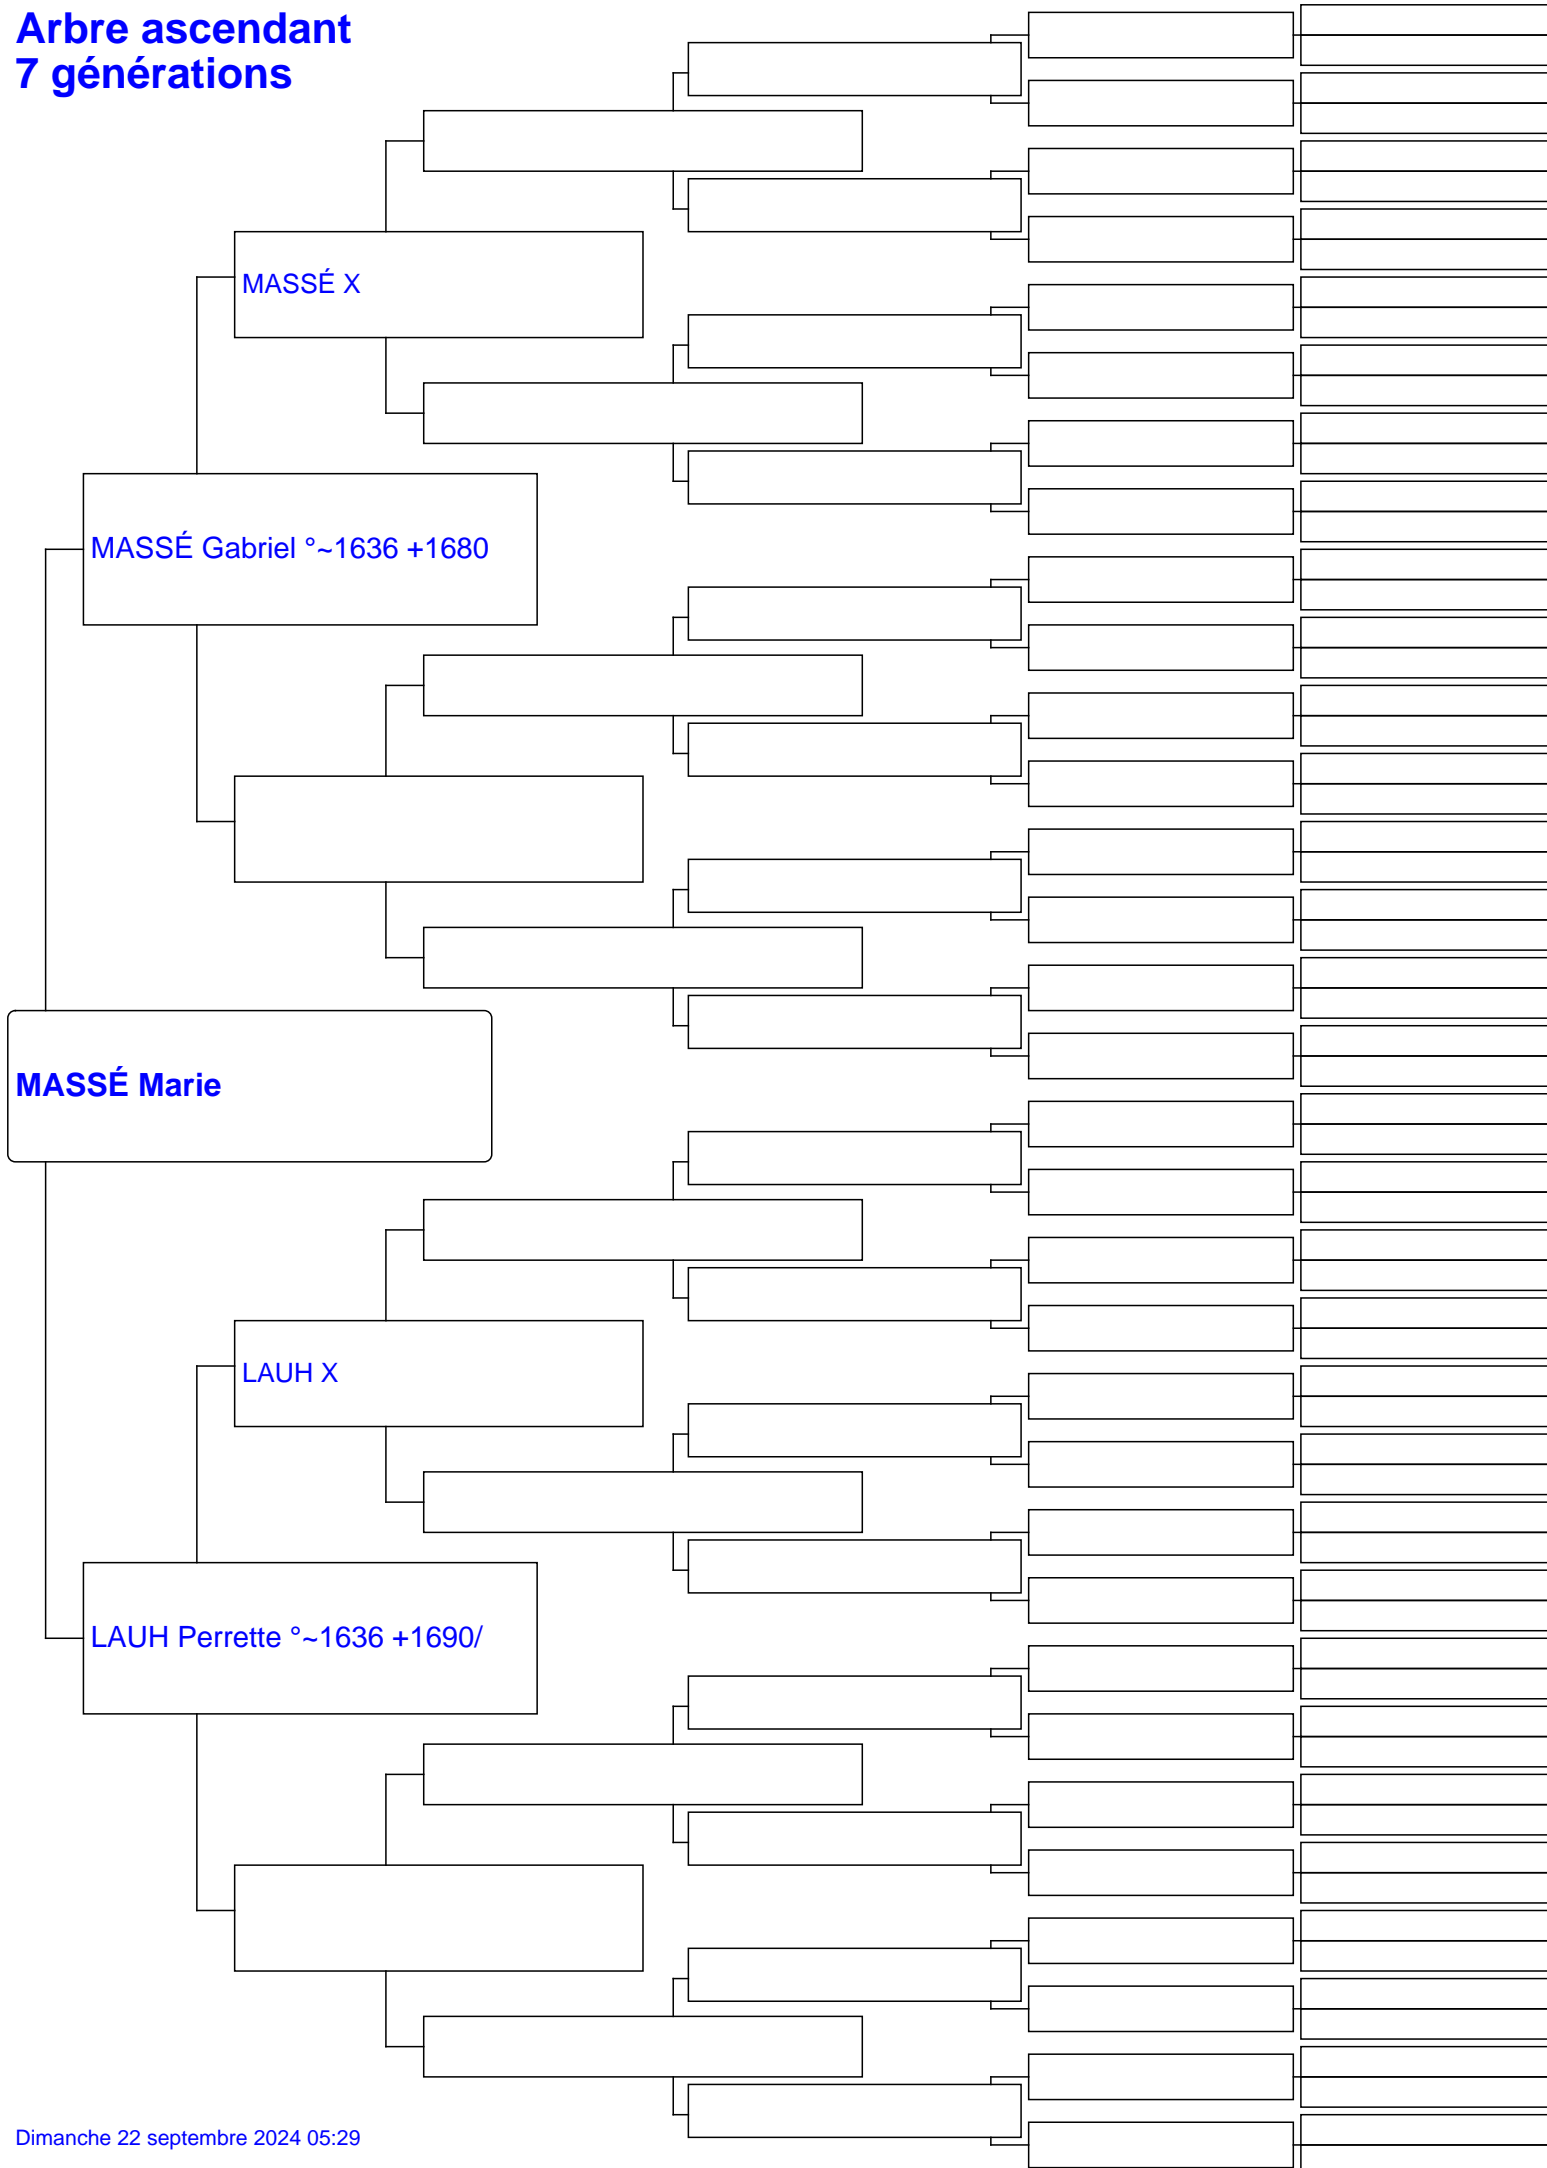 Arbre ascendant
7 générations
MASSÉ X
MASSÉ Gabriel °~1636 +1680
MASSÉ Marie
LAUH X
LAUH Perrette °~1636 +1690/
Dimanche 22 septembre 2024 05:29